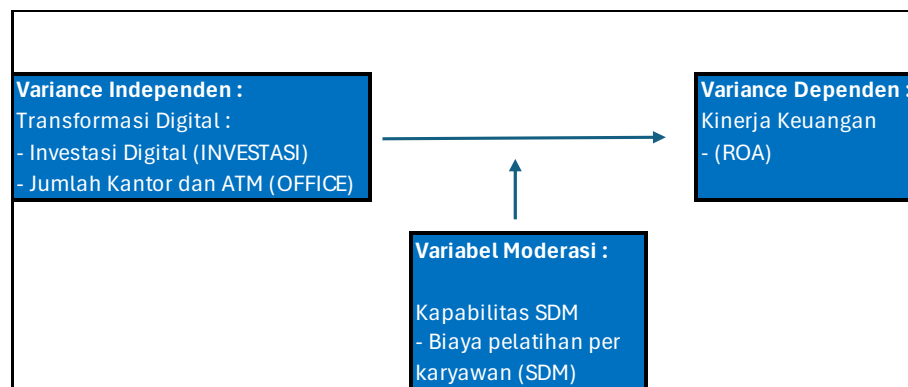 Variance Independen :
Transformasi Digital :
- Investasi Digital (INVESTASI)
- Jumlah Kantor dan ATM (OFFICE)
Variance Dependen :
Kinerja Keuangan
- (ROA)
Variabel Moderasi :
Kapabilitas SDM
- Biaya pelatihan per
karyawan (SDM)